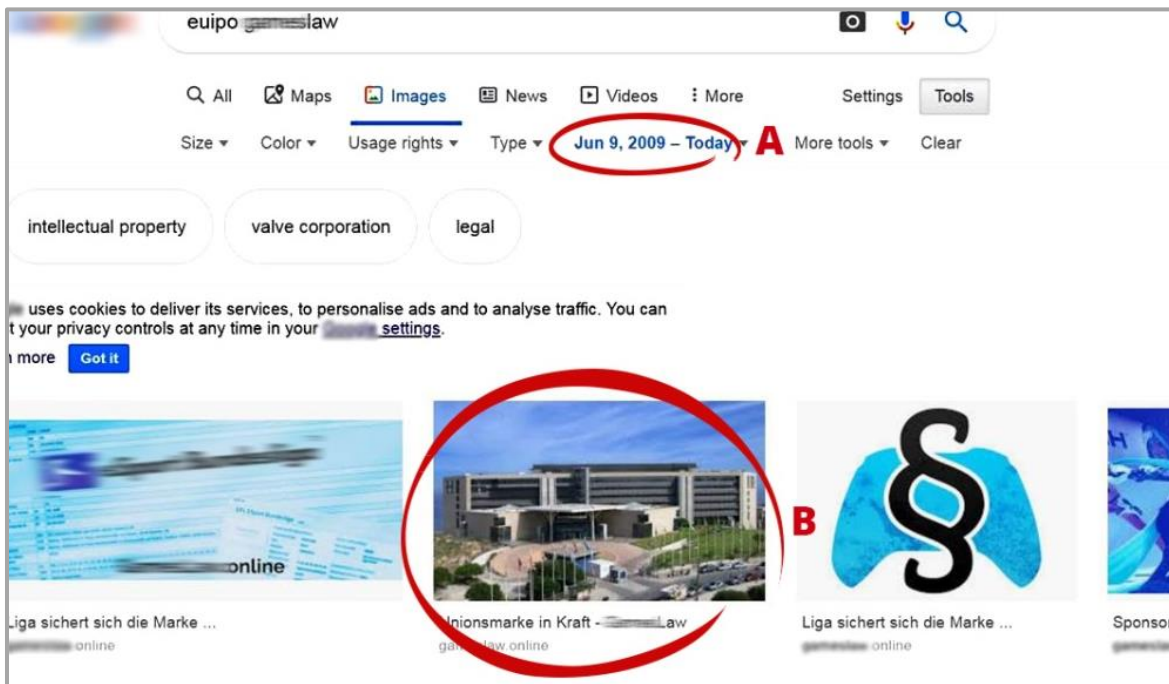 euipo law
All Maps Images News Videos More Settings Tools
Size Color Usage rights Type Jun 9, 2009 – Today A More tools Clear
intellectual property valve corporation legal
uses cookies to deliver its services, to personalise ads and to analyse traffic. You can
t your privacy controls at any time in your settings.
more Got it
online
B
Liga sichert sich die Marke ...
online
Unionsmarke in Kraft - Law
law.online
Liga sichert sich die Marke ...
online
Sponsor